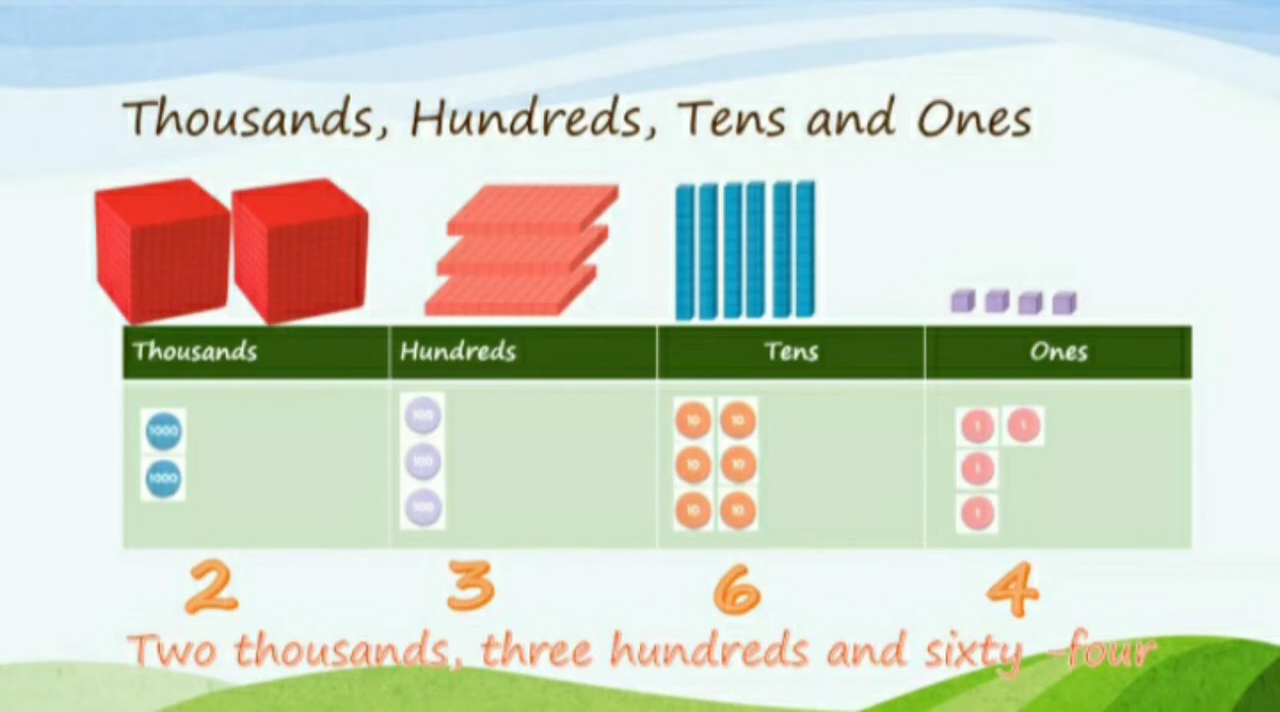 Thousands, Hundreds, Tens and Ones
Thousands Hundreds Tens Ones
1000
1000
100
100
100
10 10
10 10
10 10
1 1
1
1
2 3 6 4
Two thousands, three hundreds and sixty -four